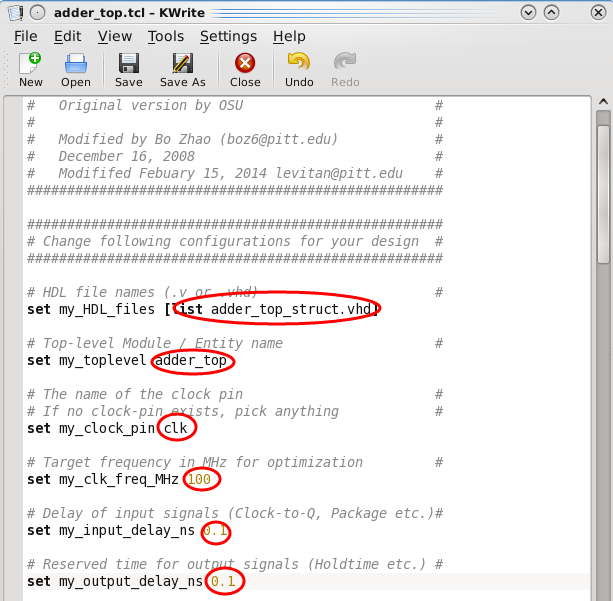 adder_top.tcl – KWrite
File Edit View Tools Settings Help
New Open Save Save As Close Undo Redo
# Original version by OSU #
# #
# Modified by Bo Zhao (boz6@pitt.edu) #
# December 16, 2008 #
# Modififed Febuary 15, 2014 levitan@pitt.edu #
####################################################
####################################################
# Change following configurations for your design #
####################################################
# HDL file names (.v or .vhd) #
set my_HDL_files [list adder_top_struct.vhd]
# Top-level Module / Entity name #
set my_toplevel adder_top
# The name of the clock pin #
# If no clock-pin exists, pick anything #
set my_clock_pin clk
# Target frequency in MHz for optimization #
set my_clk_freq_MHz 100
# Delay of input signals (Clock-to-Q, Package etc.)#
set my_input_delay_ns 0.1
# Reserved time for output signals (Holdtime etc.) #
set my_output_delay_ns 0.1